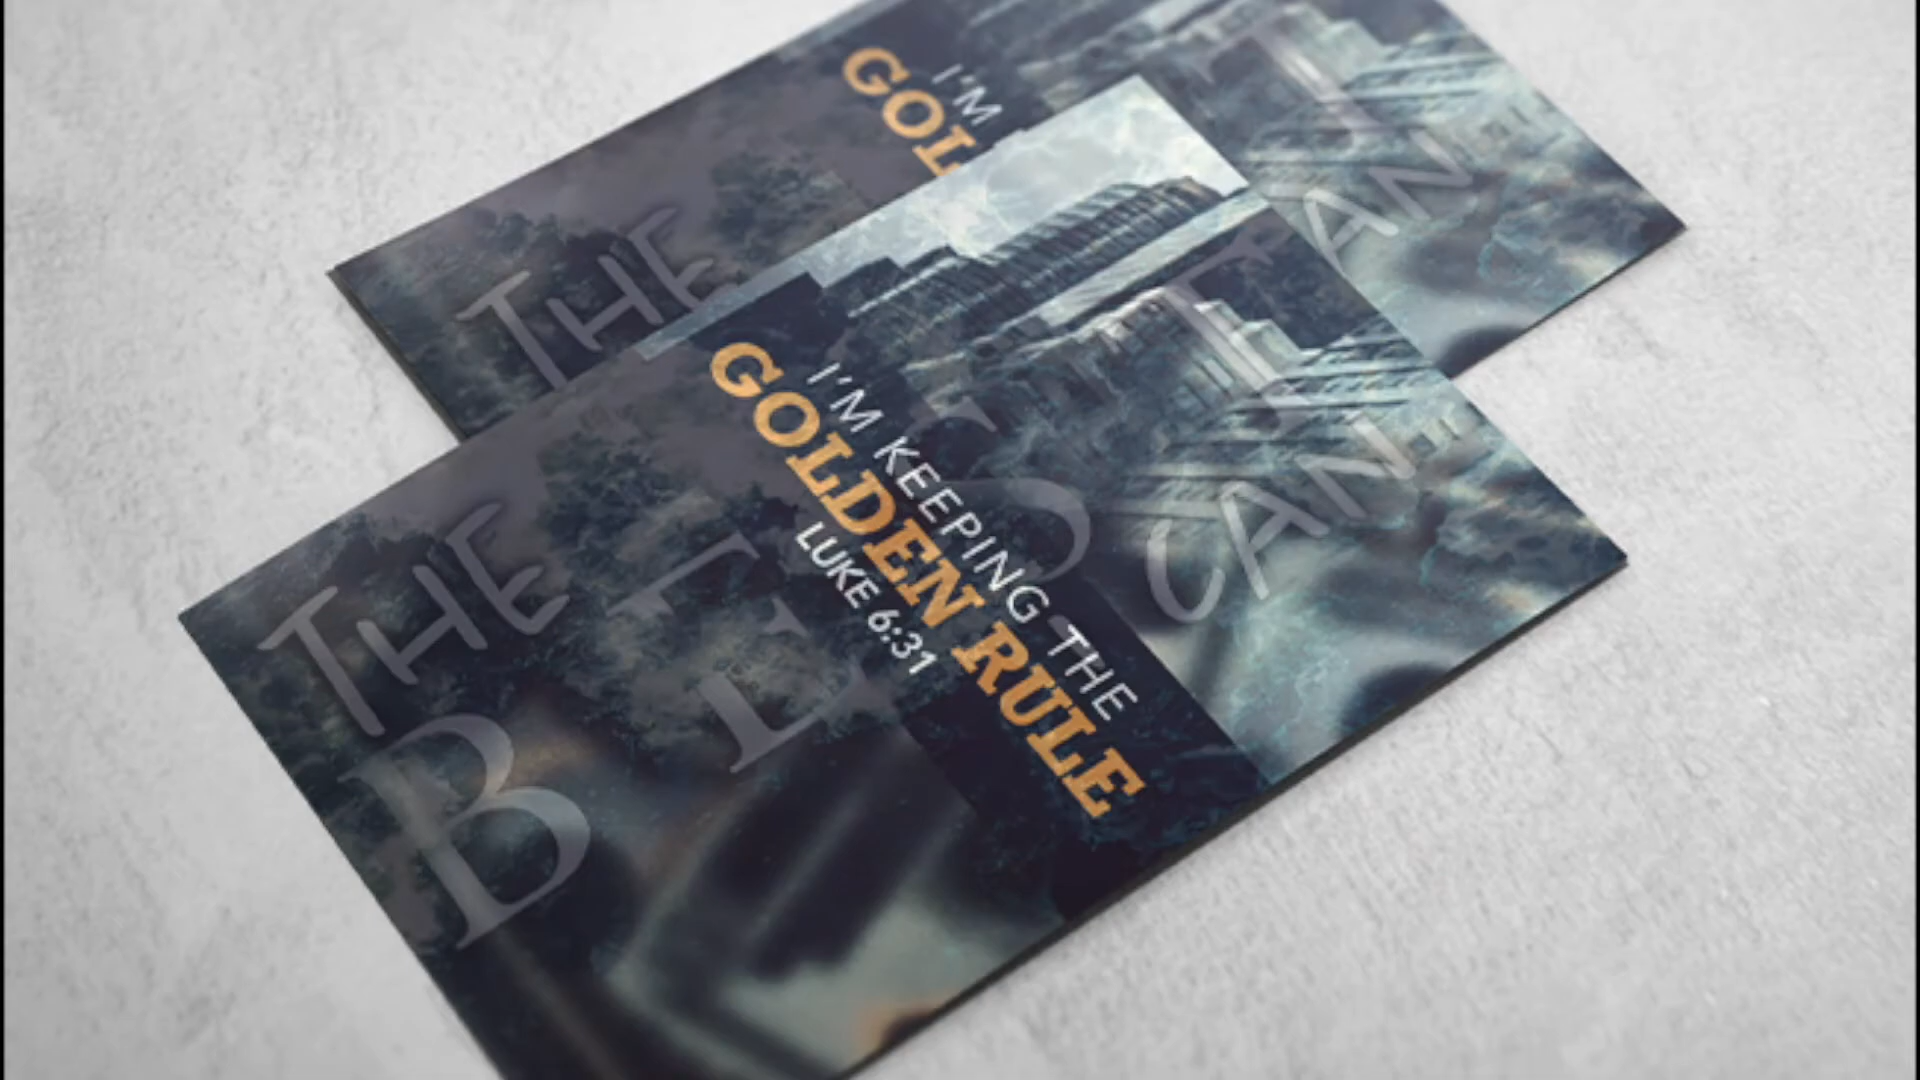 I'M
GOL
THE
CAN
I'M KEEPING THE
GOLDEN RULE
LUKE 6:31
THE
BEST
I CAN